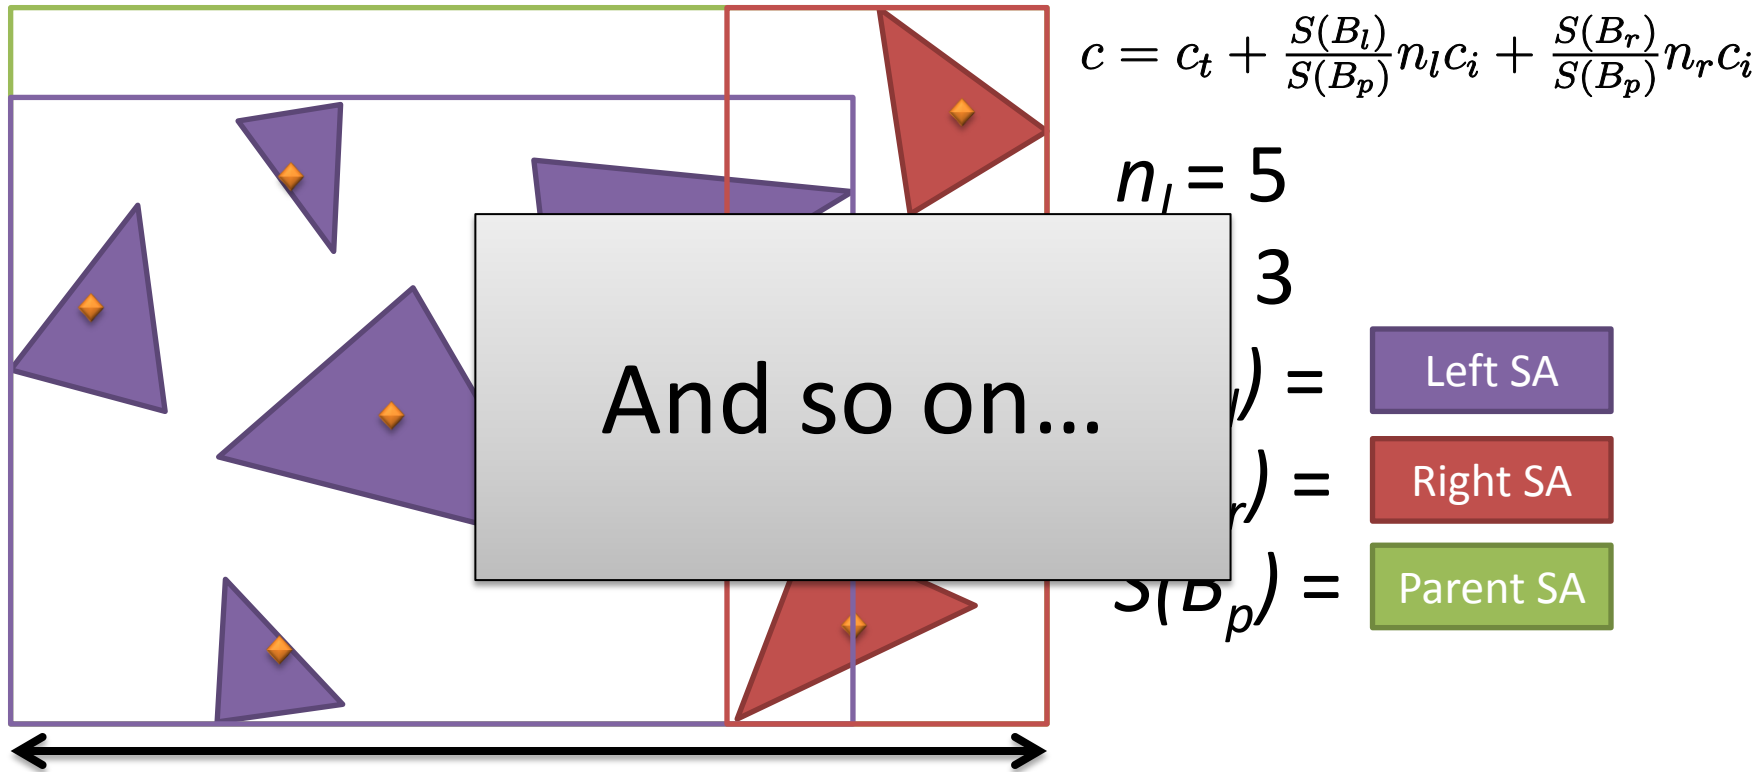 c = c_t + S(B_l)/S(B_p) n_l c_i + S(B_r)/S(B_p) n_r c_i
n_l = 5
3
And so on...
l) = Left SA
r) = Right SA
S(B_p) = Parent SA